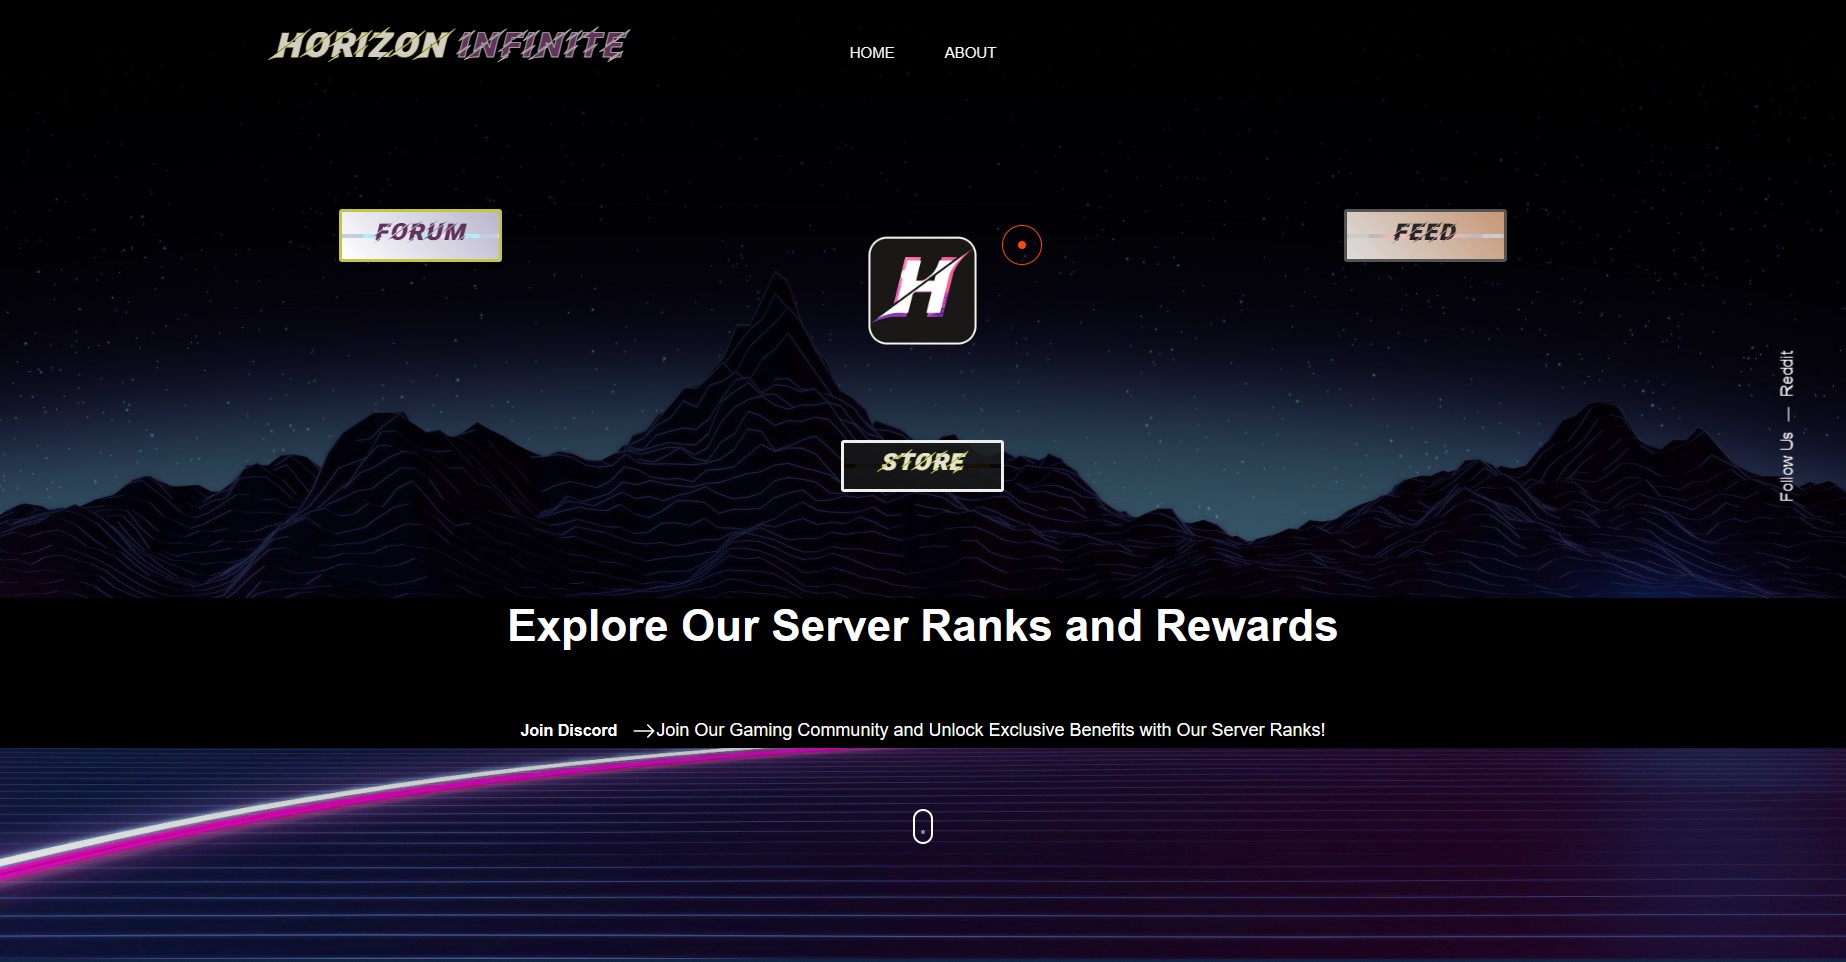 HORIZON INFINITE
HOME ABOUT
FORUM
FEED
H
STORE
Follow Us — Reddit
Explore Our Server Ranks and Rewards
Join Discord → Join Our Gaming Community and Unlock Exclusive Benefits with Our Server Ranks!